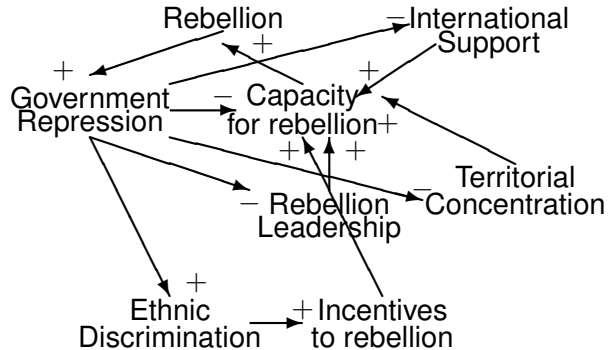 Rebellion
− International
Support
+
+
+
Government
Repression
−
Capacity
for rebellion+
+
+
−
Rebellion
Leadership
−
Territorial
Concentration
+
Ethnic
Discrimination
+
Incentives
to rebellion